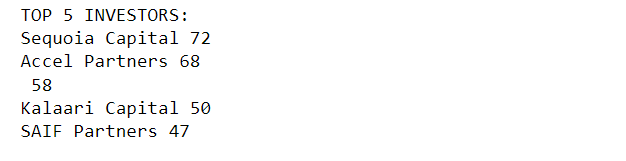 TOP 5 INVESTORS:
Sequoia Capital 72
Accel Partners 68
58
Kalaari Capital 50
SAIF Partners 47